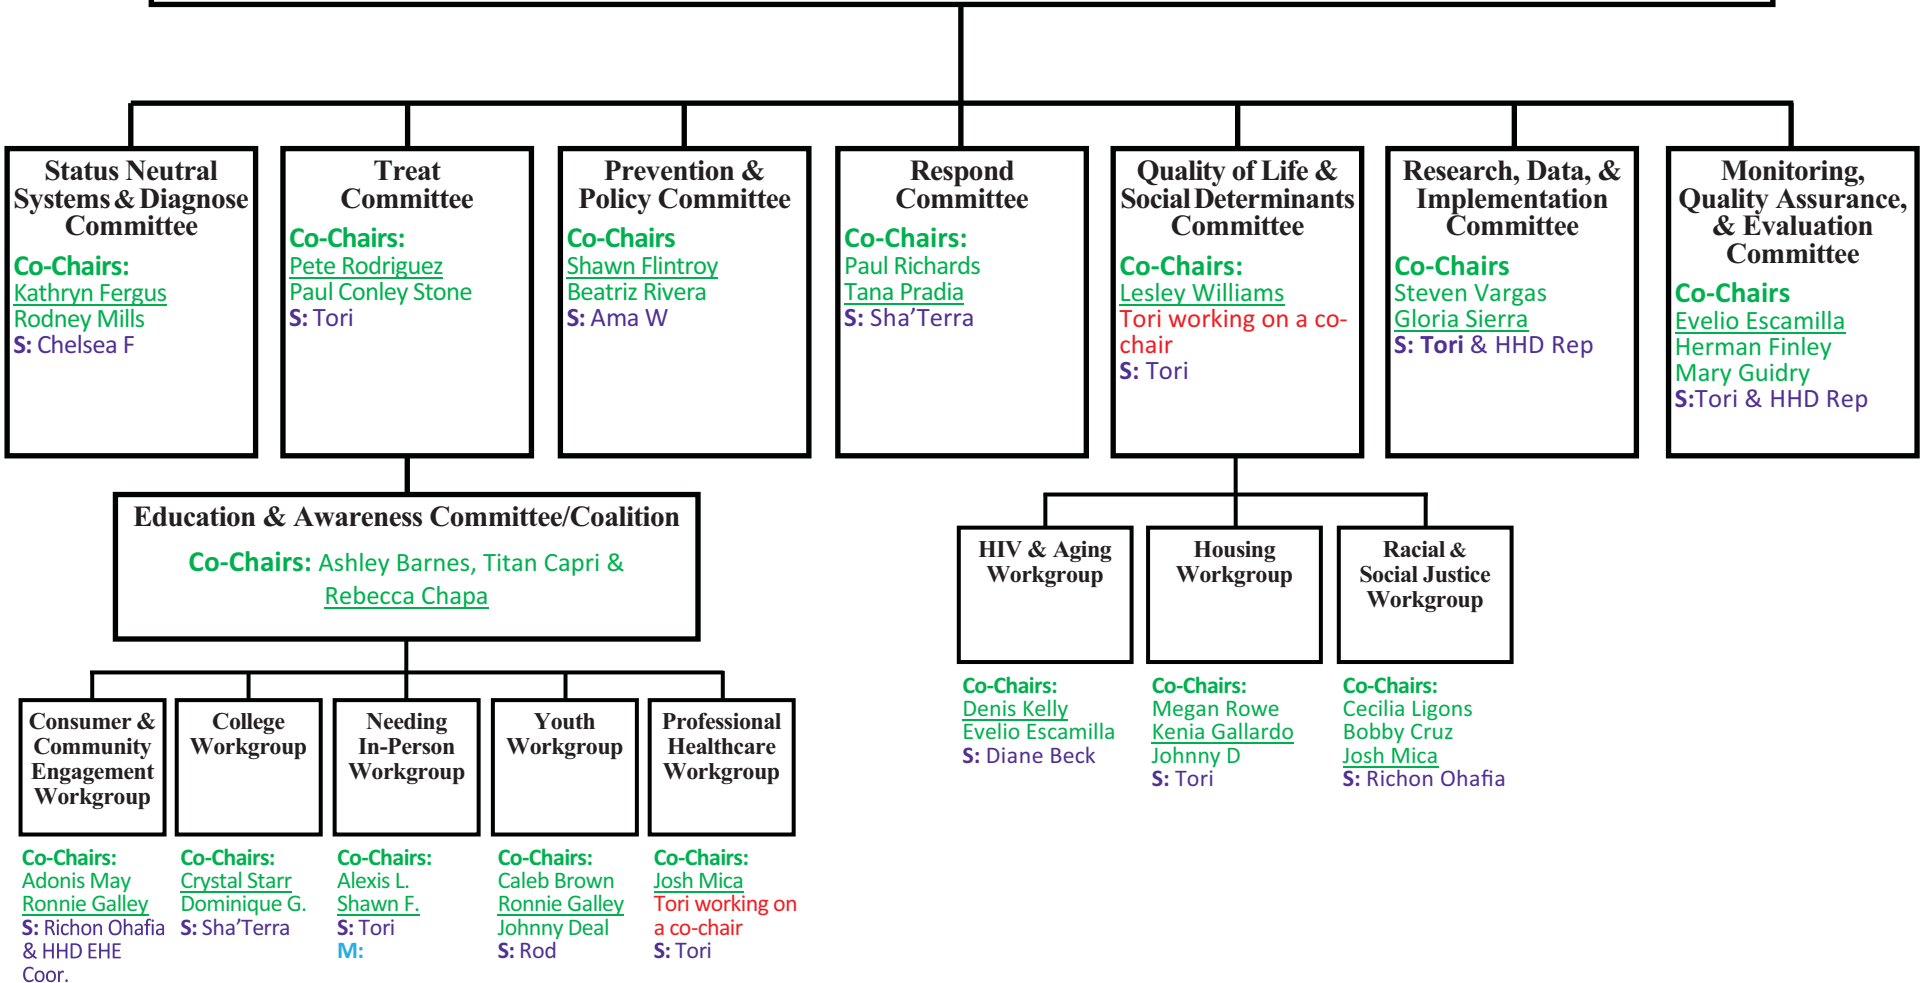 Status Neutral
Systems & Diagnose
Committee
Co-Chairs:
Kathryn Fergus
Rodney Mills
S: Chelsea F
Treat
Committee
Co-Chairs:
Pete Rodriguez
Paul Conley Stone
S: Tori
Prevention &
Policy Committee
Co-Chairs
Shawn Flintroy
Beatriz Rivera
S: Ama W
Respond
Committee
Co-Chairs:
Paul Richards
Tana Pradia
S: Sha’Terra
Quality of Life &
Social Determinants
Committee
Co-Chairs:
Lesley Williams
Tori working on a co-
chair
S: Tori
Research, Data, &
Implementation
Committee
Co-Chairs
Steven Vargas
Gloria Sierra
S: Tori & HHD Rep
Monitoring,
Quality Assurance,
& Evaluation
Committee
Co-Chairs
Evelio Escamilla
Herman Finley
Mary Guidry
S:Tori & HHD Rep
Education & Awareness Committee/Coalition
Co-Chairs: Ashley Barnes, Titan Capri &
Rebecca Chapa
HIV & Aging
Workgroup
Co-Chairs:
Denis Kelly
Evelio Escamilla
S: Diane Beck
Housing
Workgroup
Co-Chairs:
Megan Rowe
Kenia Gallardo
Johnny D
S: Tori
Racial &
Social Justice
Workgroup
Co-Chairs:
Cecilia Ligons
Bobby Cruz
Josh Mica
S: Richon Ohafia
Consumer &
Community
Engagement
Workgroup
Co-Chairs:
Adonis May
Ronnie Galley
S: Richon Ohafia
& HHD EHE
Coor.
College
Workgroup
Co-Chairs:
Crystal Starr
Dominique G.
S: Sha’Terra
Needing
In-Person
Workgroup
Co-Chairs:
Alexis L.
Shawn F.
S: Tori
M:
Youth
Workgroup
Co-Chairs:
Caleb Brown
Ronnie Galley
Johnny Deal
S: Rod
Professional
Healthcare
Workgroup
Co-Chairs:
Josh Mica
Tori working on
a co-chair
S: Tori